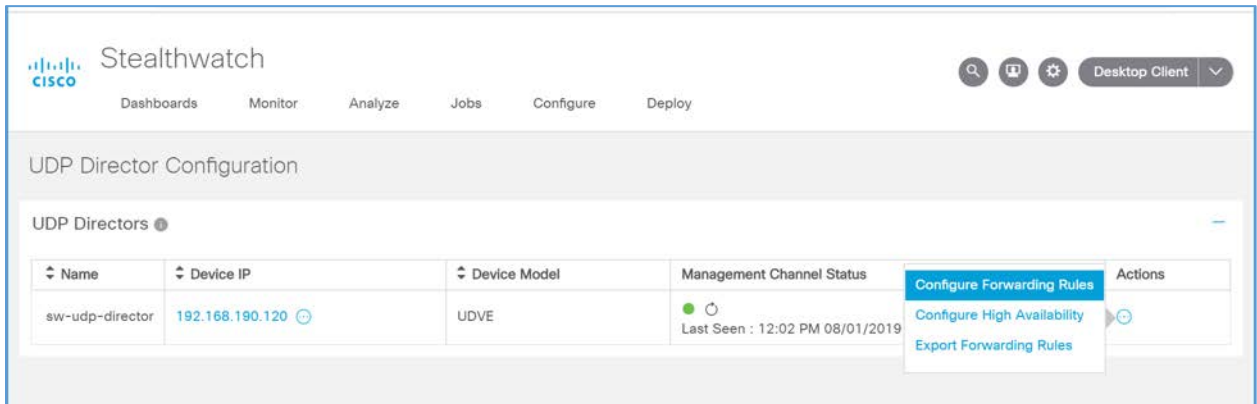 Stealthwatch
CISCO
Desktop Client
Dashboards Monitor Analyze Jobs Configure Deploy
UDP Director Configuration
UDP Directors
Name Device IP Device Model Management Channel Status Actions
sw-udp-director 192.168.190.120 UDVE
Last Seen : 12:02 PM 08/01/2019
Configure Forwarding Rules
Configure High Availability
Export Forwarding Rules